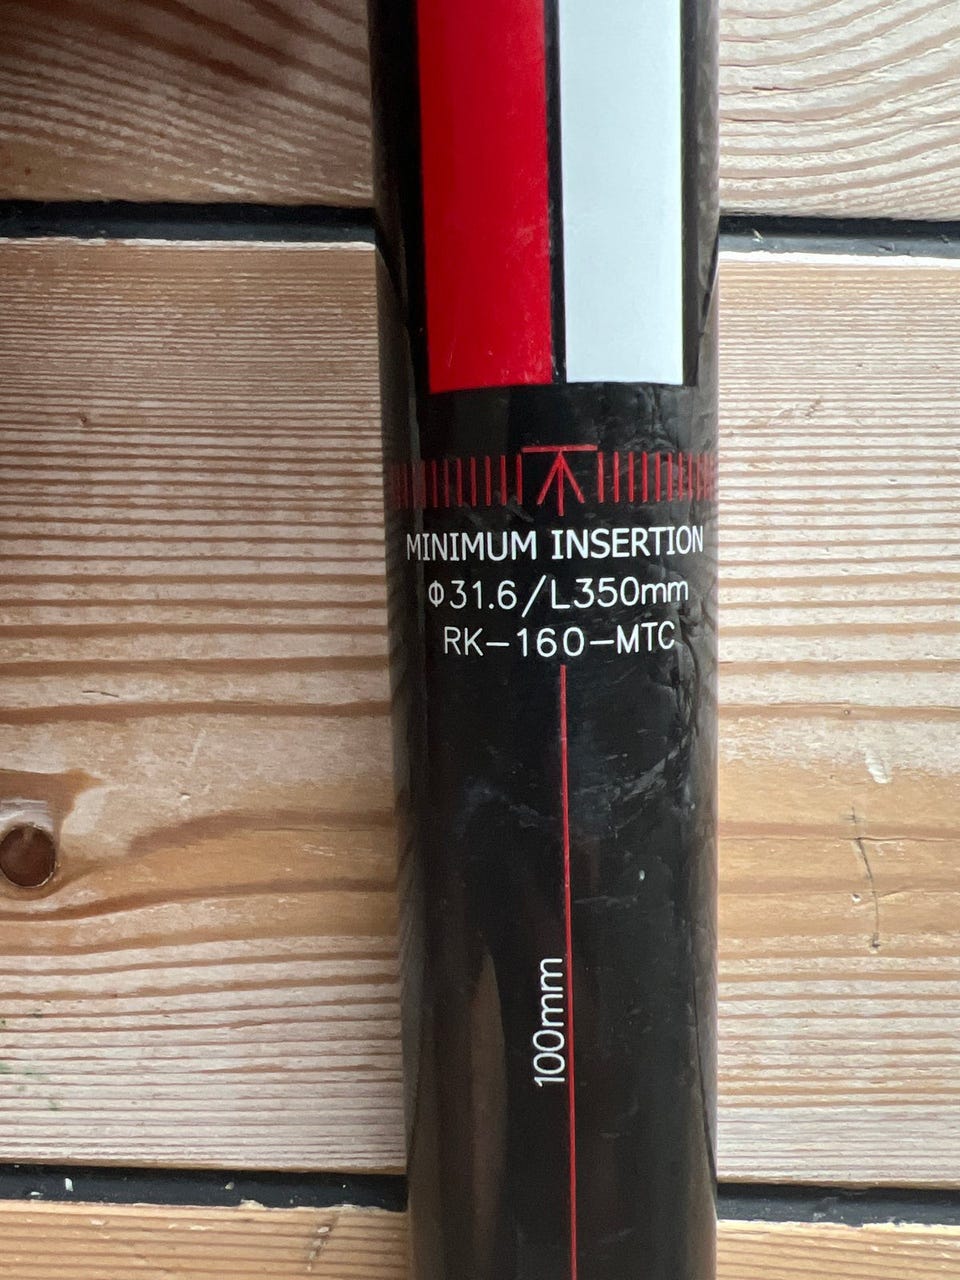 MINIMUM INSERTION
Φ31.6/L350mm
RK-160-MTC
100mm